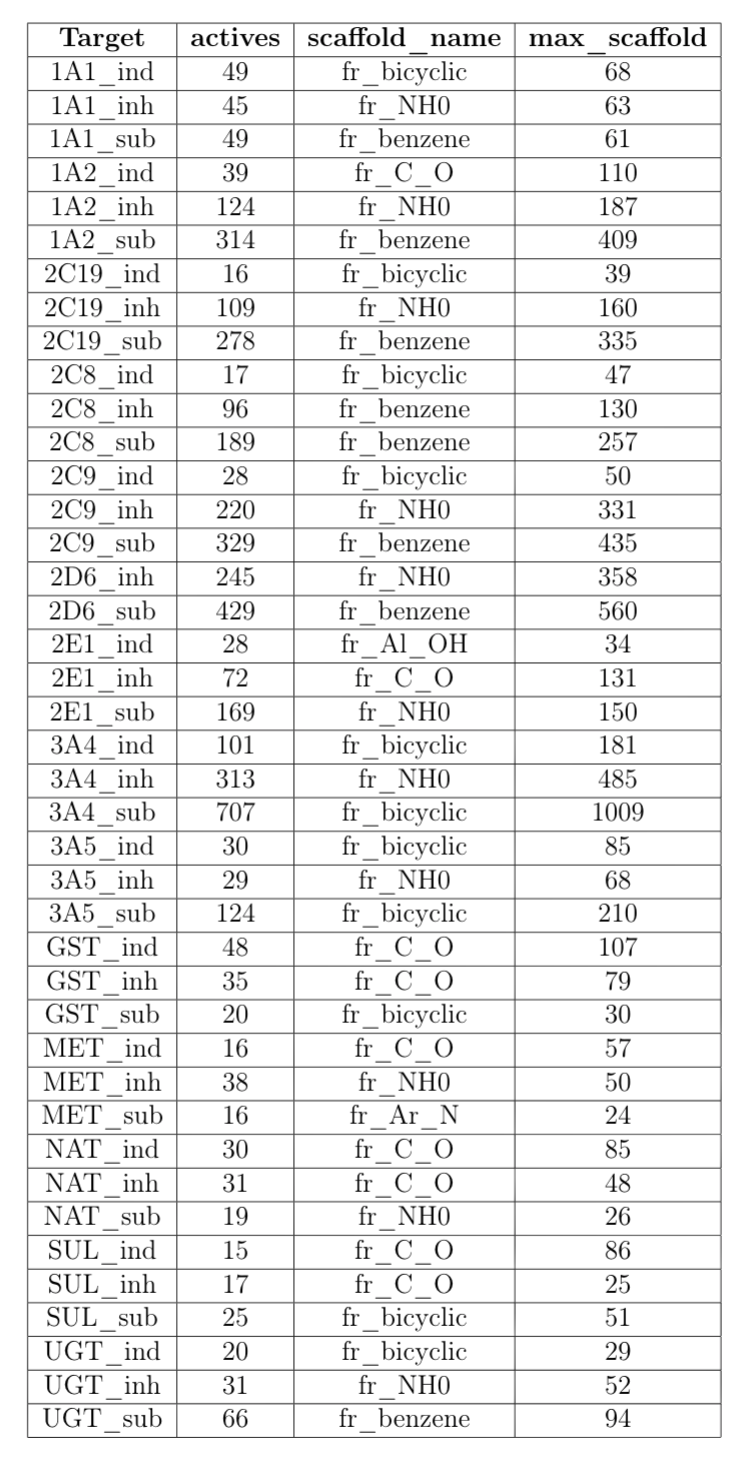 Target actives scaffold_name max_scaffold
1A1_ind 49 fr_bicyclic 68
1A1_inh 45 fr_NH0 63
1A1_sub 49 fr_benzene 61
1A2_ind 39 fr_C_O 110
1A2_inh 124 fr_NH0 187
1A2_sub 314 fr_benzene 409
2C19_ind 16 fr_bicyclic 39
2C19_inh 109 fr_NH0 160
2C19_sub 278 fr_benzene 335
2C8_ind 17 fr_bicyclic 47
2C8_inh 96 fr_benzene 130
2C8_sub 189 fr_benzene 257
2C9_ind 28 fr_bicyclic 50
2C9_inh 220 fr_NH0 331
2C9_sub 329 fr_benzene 435
2D6_inh 245 fr_NH0 358
2D6_sub 429 fr_benzene 560
2E1_ind 28 fr_Al_OH 34
2E1_inh 72 fr_C_O 131
2E1_sub 169 fr_NH0 150
3A4_ind 101 fr_bicyclic 181
3A4_inh 313 fr_NH0 485
3A4_sub 707 fr_bicyclic 1009
3A5_ind 30 fr_bicyclic 85
3A5_inh 29 fr_NH0 68
3A5_sub 124 fr_bicyclic 210
GST_ind 48 fr_C_O 107
GST_inh 35 fr_C_O 79
GST_sub 20 fr_bicyclic 30
MET_ind 16 fr_C_O 57
MET_inh 38 fr_NH0 50
MET_sub 16 fr_Ar_N 24
NAT_ind 30 fr_C_O 85
NAT_inh 31 fr_C_O 48
NAT_sub 19 fr_NH0 26
SUL_ind 15 fr_C_O 86
SUL_inh 17 fr_C_O 25
SUL_sub 25 fr_bicyclic 51
UGT_ind 20 fr_bicyclic 29
UGT_inh 31 fr_NH0 52
UGT_sub 66 fr_benzene 94